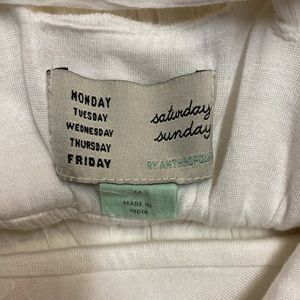 MONDAY
TUESDAY
WEDNESDAY
THURSDAY
FRIDAY
saturday
sunday
BY ANTHROPOLOGIE
M
MADE IN
INDIA